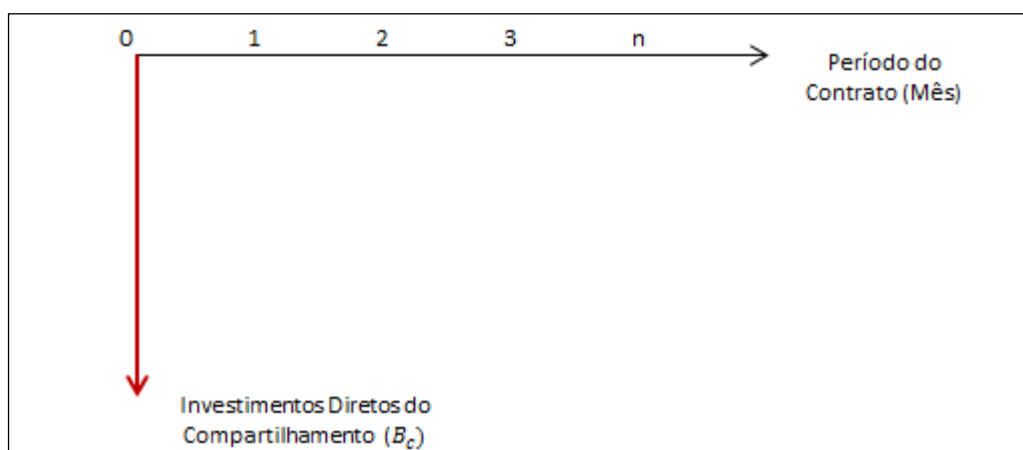 0 1 2 3 n
Período do
Contrato (Mês)
Investimentos Diretos do
Compartilhamento (B_c)